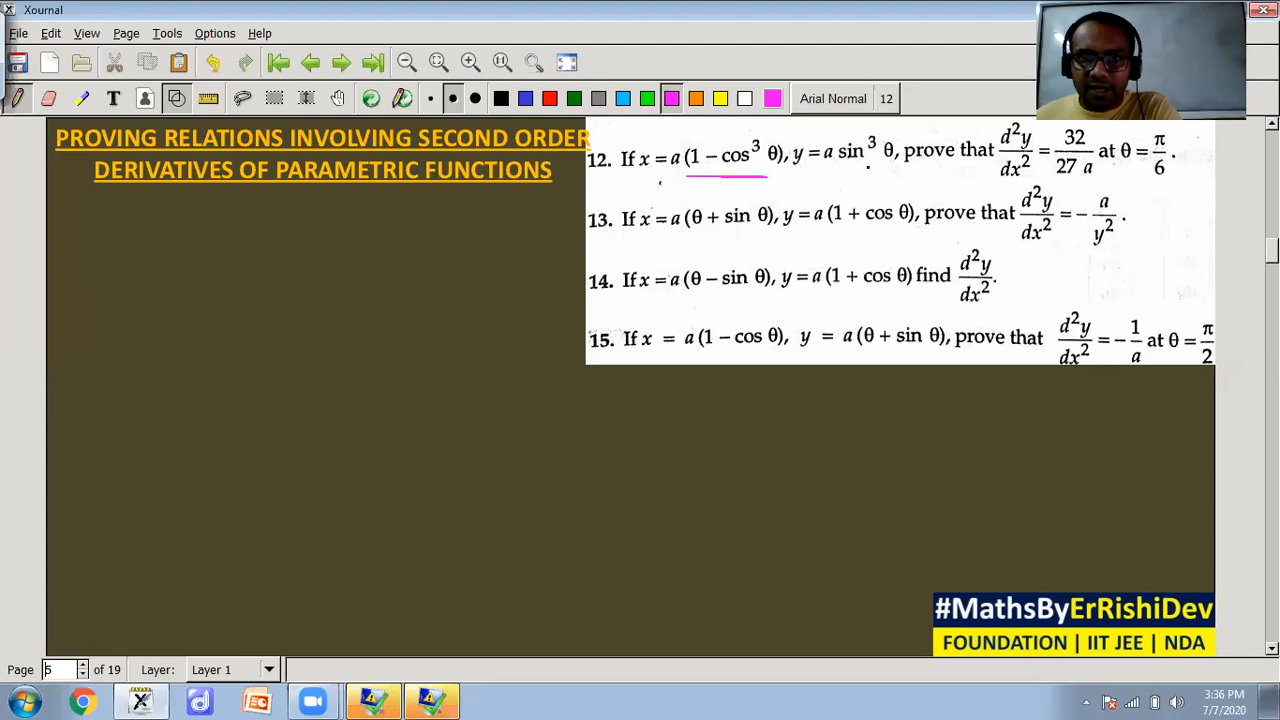 Xournal
File Edit View Page Tools Options Help
Arial Normal 12
PROVING RELATIONS INVOLVING SECOND ORDER
DERIVATIVES OF PARAMETRIC FUNCTIONS
12. If x = a (1 − cos³ θ), y = a sin³ θ, prove that d²y/dx² = 32/27 a at θ = π/6 .
13. If x = a (θ + sin θ), y = a (1 + cos θ), prove that d²y/dx² = − a/y² .
14. If x = a (θ − sin θ), y = a (1 + cos θ) find d²y/dx².
15. If x = a (1 − cos θ), y = a (θ + sin θ), prove that d²y/dx² = − 1/a at θ = π/2
#MathsByErRishiDev
FOUNDATION | IIT JEE | NDA
Page 5 of 19 Layer: Layer 1
3:36 PM
7/7/2020